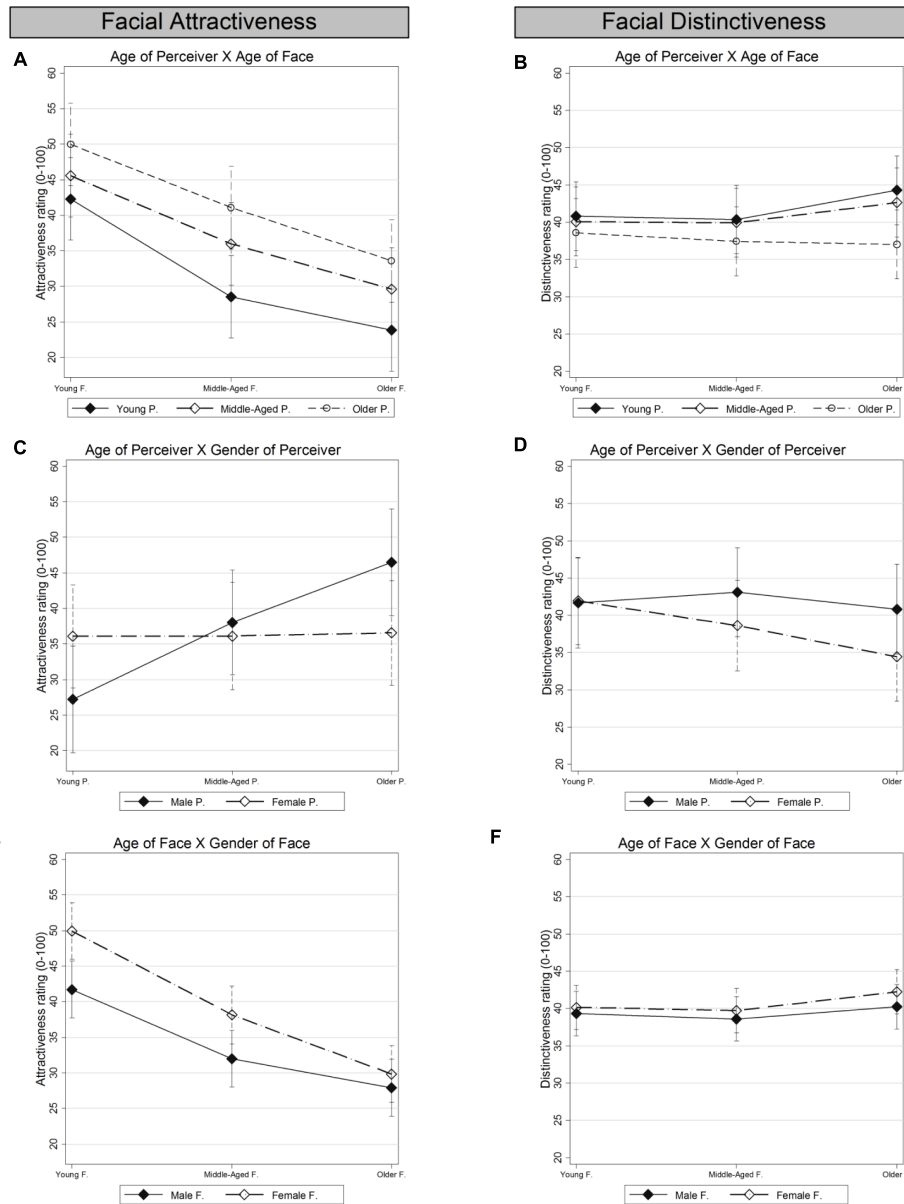 Facial Attractiveness
Facial Distinctiveness
A
Age of Perceiver X Age of Face
Attractiveness rating (0-100)
60
55
50
45
40
35
30
25
20
Young F.
Middle-Aged F.
Older F.
Young P.
Middle-Aged P.
Older P.
B
Age of Perceiver X Age of Face
Distinctiveness rating (0-100)
60
55
50
45
40
35
30
25
20
Young F.
Middle-Aged F.
Older
Young P.
Middle-Aged P.
Older P.
C
Age of Perceiver X Gender of Perceiver
Attractiveness rating (0-100)
60
55
50
45
40
35
30
25
20
Young P.
Middle-Aged P.
Older P.
Male P.
Female P.
D
Age of Perceiver X Gender of Perceiver
Distinctiveness rating (0-100)
60
55
50
45
40
35
30
25
20
Young P.
Middle-Aged P.
Older
Male P.
Female P.
Age of Face X Gender of Face
Attractiveness rating (0-100)
60
55
50
45
40
35
30
25
20
Young F.
Middle-Aged F.
Older F.
Male F.
Female F.
F
Age of Face X Gender of Face
Distinctiveness rating (0-100)
60
55
50
45
40
35
30
25
20
Young F.
Middle-Aged F.
Older
Male F.
Female F.